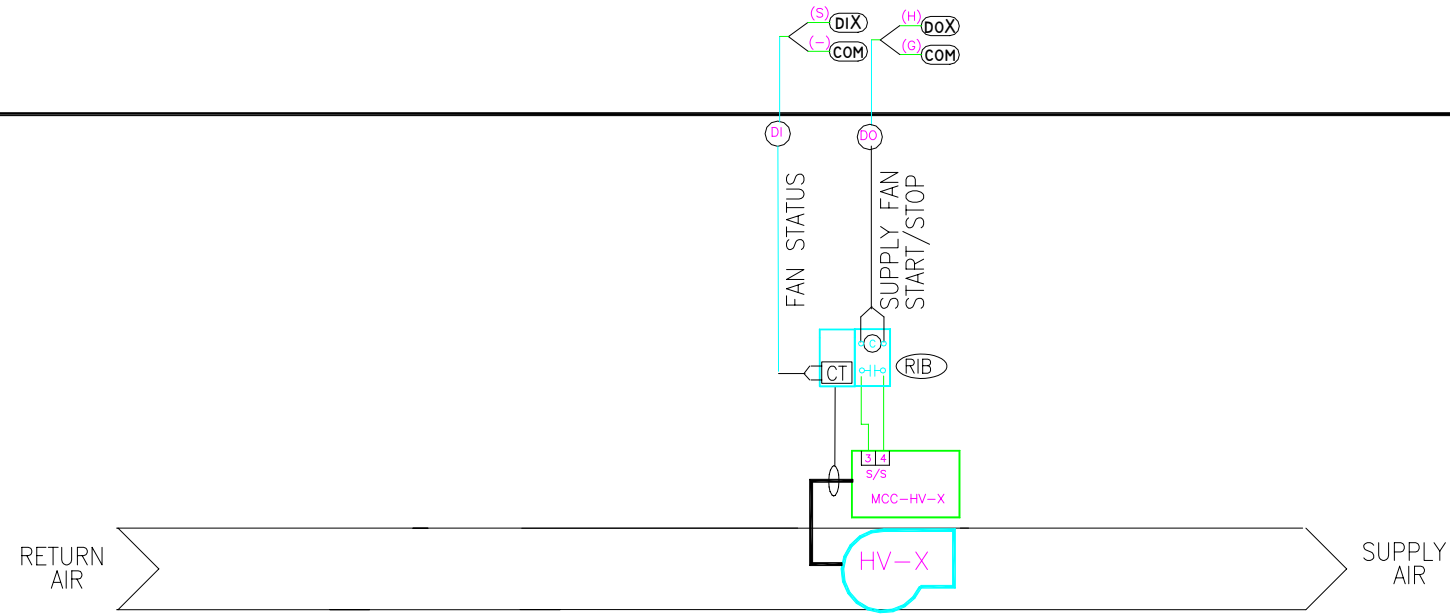 (S) DIX
(H) DOX
(-) COM
(G) COM
DI
DO
FAN STATUS
SUPPLY FAN
START/STOP
C
CT
RIB
3 4
S/S
MCC-HV-X
RETURN
AIR
HV-X
SUPPLY
AIR